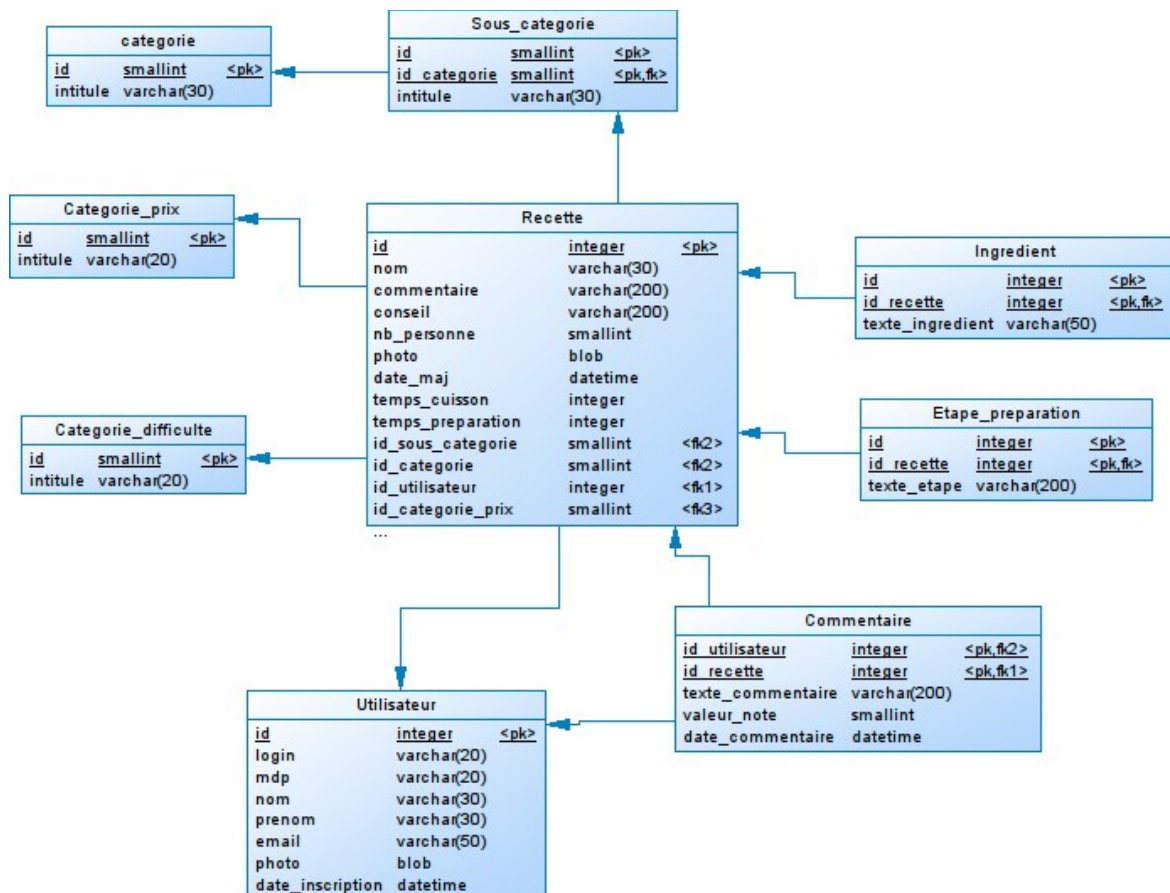 categorie
id smallint <pk>
intitule varchar(30)
Sous_categorie
id smallint <pk>
id_categorie smallint <pk,fk>
intitule varchar(30)
Categorie_prix
id smallint <pk>
intitule varchar(20)
Recette
id integer <pk>
nom varchar(30)
commentaire varchar(200)
conseil varchar(200)
nb_personne smallint
photo blob
date_maj datetime
temps_cuisson integer
temps_preparation integer
id_sous_categorie smallint <fk2>
id_categorie smallint <fk2>
id_utilisateur integer <fk1>
id_categorie_prix smallint <fk3>
...
Ingrédient
id integer <pk>
id_recette integer <pk,fk>
texte_ingredient varchar(50)
Categorie_difficulte
id smallint <pk>
intitule varchar(20)
Etape_preparation
id integer <pk>
id_recette integer <pk,fk>
texte_etape varchar(200)
Commentaire
id_utilisateur integer <pk,fk2>
id_recette integer <pk,fk1>
texte_commentaire varchar(200)
valeur_note smallint
date_commentaire datetime
Utilisateur
id integer <pk>
login varchar(20)
mdp varchar(20)
nom varchar(30)
prenom varchar(30)
email varchar(50)
photo blob
date_inscription datetime